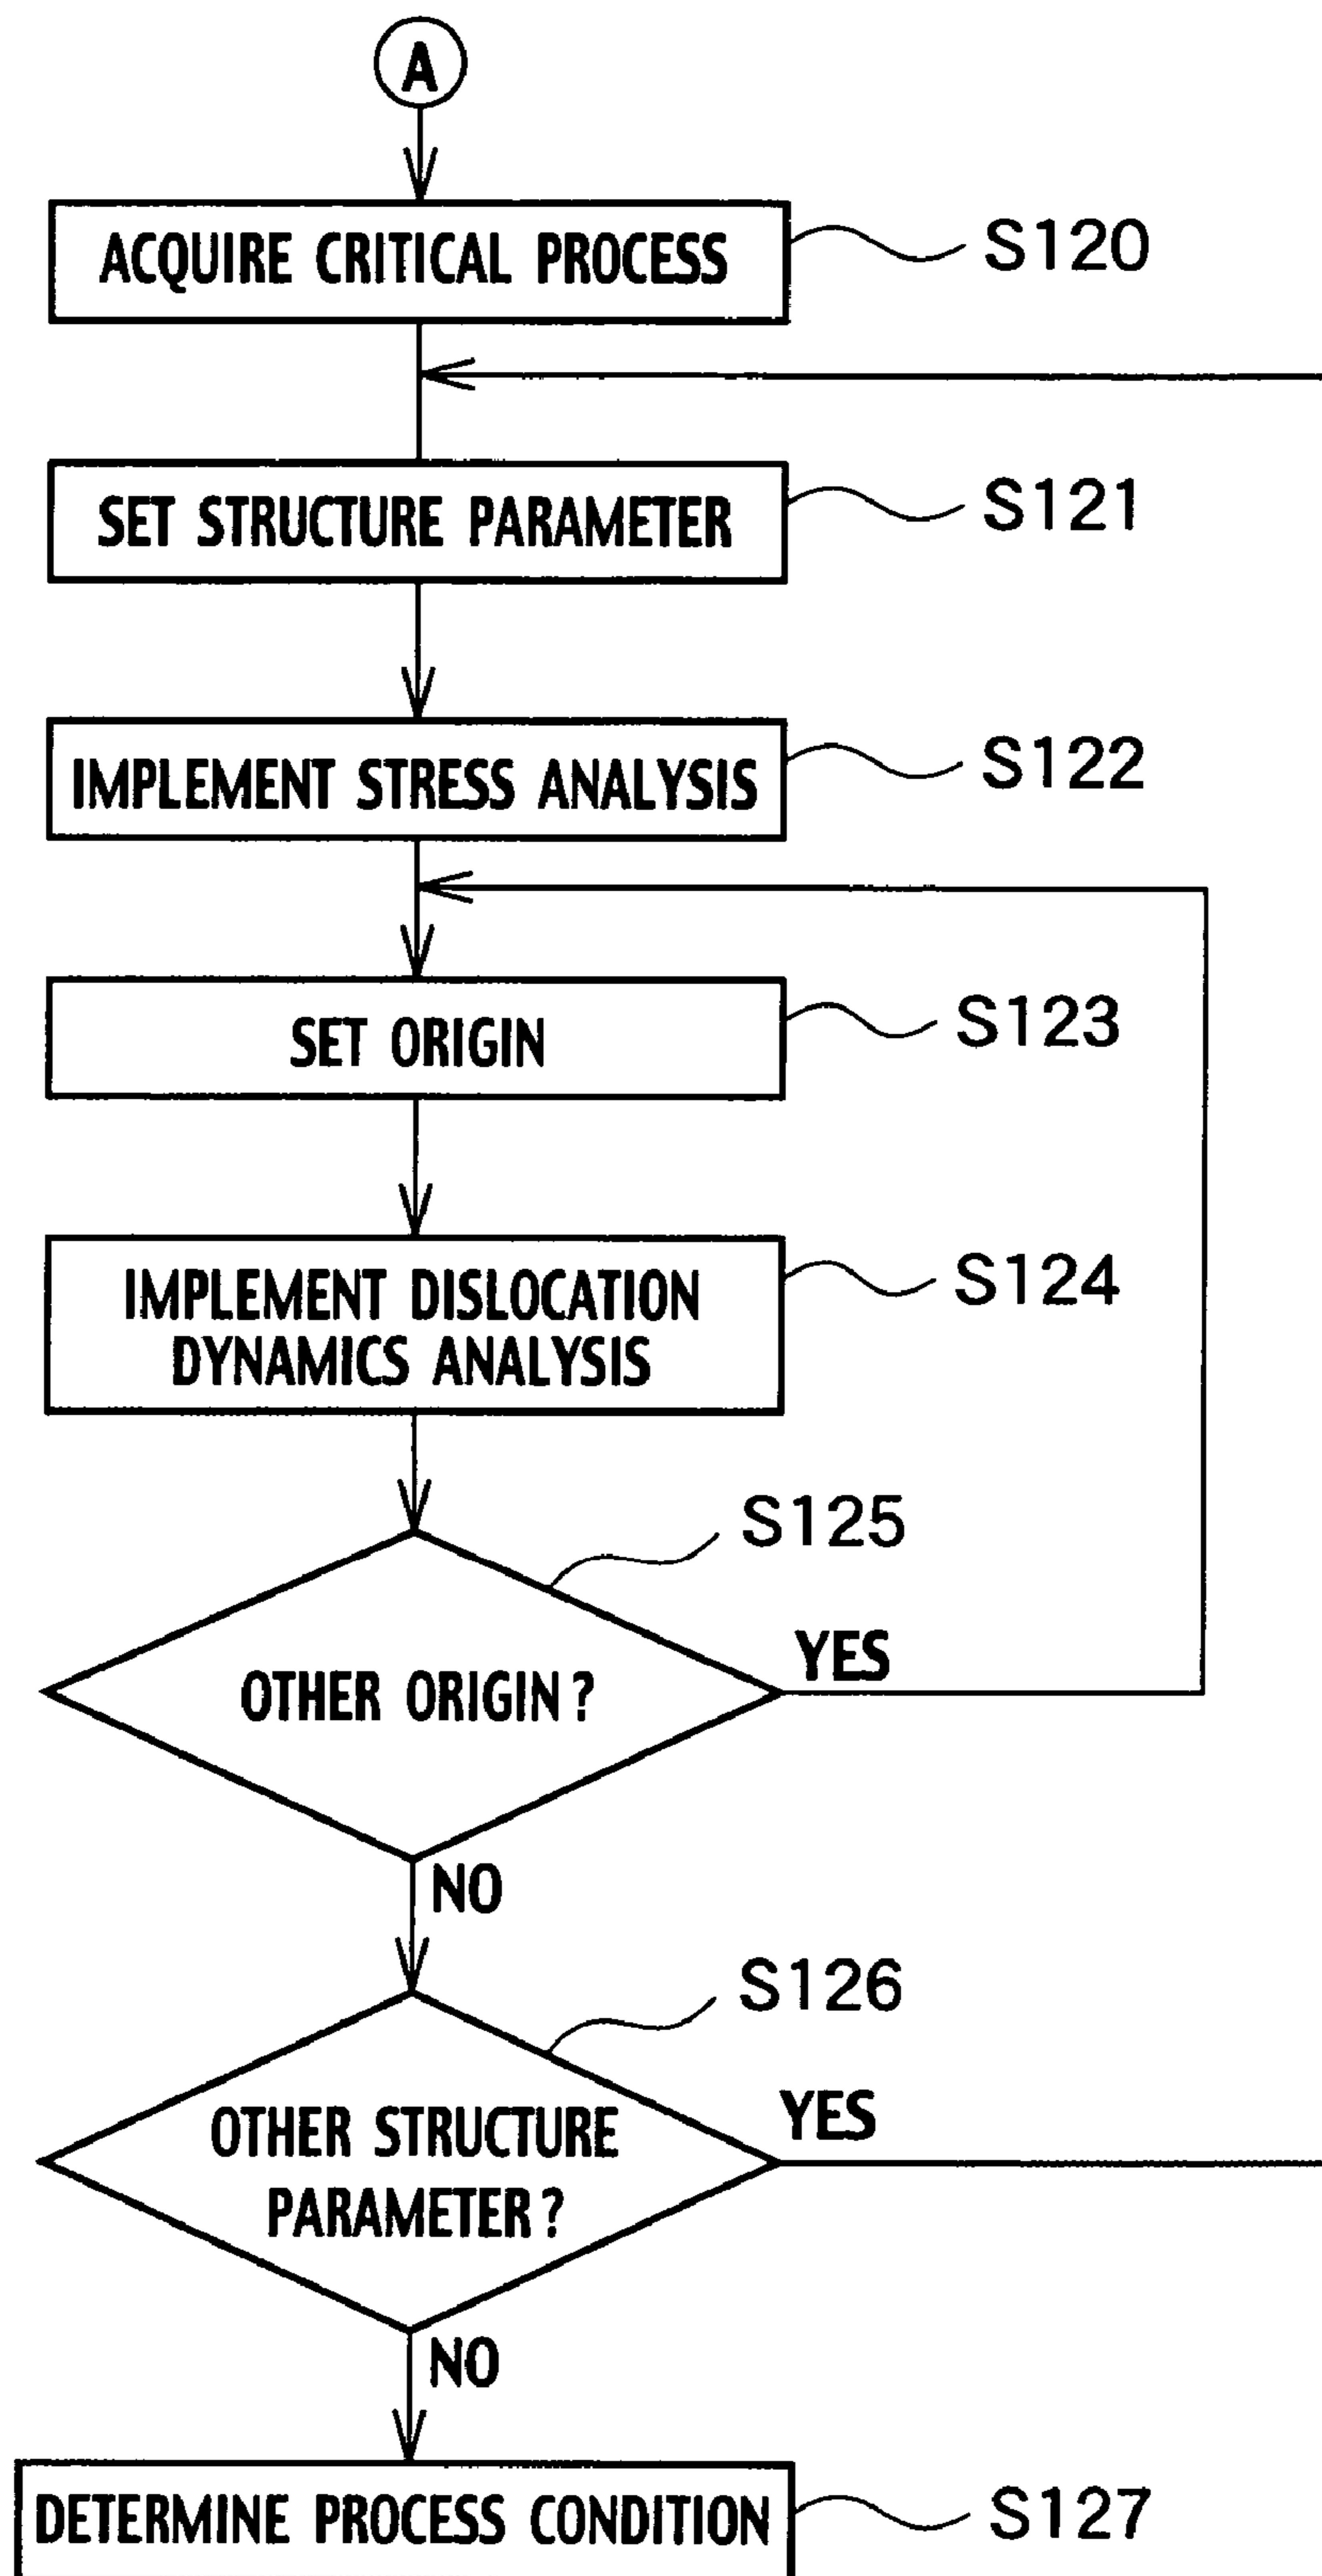 A
ACQUIRE CRITICAL PROCESS
S120
SET STRUCTURE PARAMETER
S121
IMPLEMENT STRESS ANALYSIS
S122
SET ORIGIN
S123
IMPLEMENT DISLOCATION
DYNAMICS ANALYSIS
S124
S125
OTHER ORIGIN?
YES
NO
S126
OTHER STRUCTURE
PARAMETER?
YES
NO
DETERMINE PROCESS CONDITION
S127